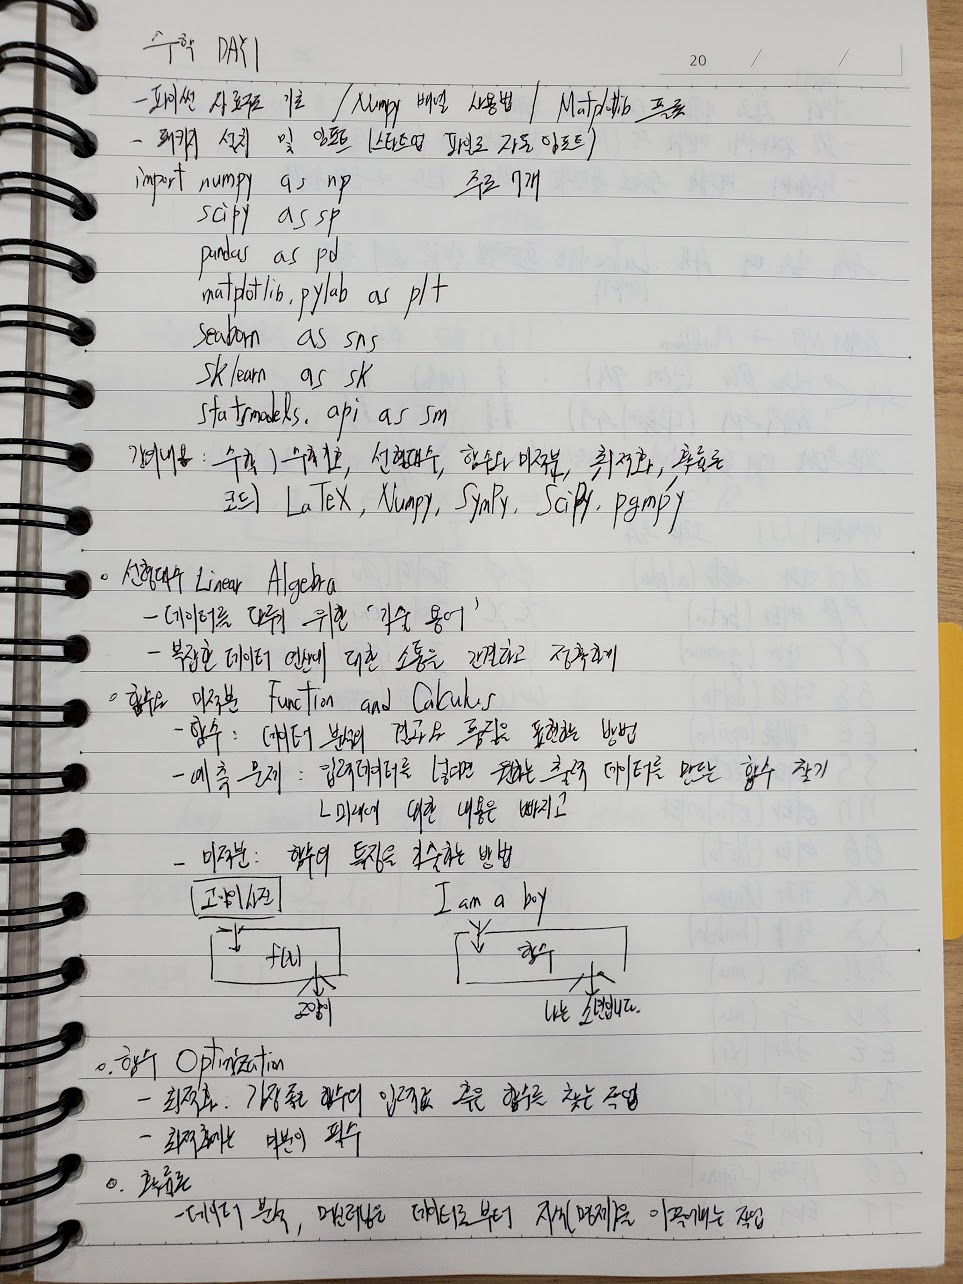 수학 DAY1
20 / /
- 파이썬 자료구조 기초 / Numpy 배열 사용법 / Matplotlib 플롯
- 패키지 설치 및 임포트 (스타트업 파일로 자동 임포트)
import numpy as np 주로 7개
scipy as sp
pandas as pd
matplotlib.pylab as plt
seaborn as sns
sklearn as sk
statsmodels.api as sm
강의내용 : 수학) 수학기초, 선형대수, 함수와 미적분, 최적화, 확률론
코드) LaTeX, Numpy, SymPy, SciPy, pgmpy
선형대수 Linear Algebra
- 데이터를 다루기 위한 '기술 용어'
- 복잡한 데이터 연산에 대한 소통을 간결하고 정확하게
함수와 미적분 Function and Calculus
- 함수 : 데이터 분석의 결과와 특징을 표현하는 방법
- 예측 문제 : 입력데이터를 넣다면 원하는 출력 데이터를 만드는 함수 찾기
ㄴ미래에 대한 내용은 빠지고
- 미적분 : 함수의 특징을 기술하는 방법
고양이사진 I am a boy
f(x) 함수
고양이 나는 소년입니다.
함수 Optimization
- 최적화 : 가장 좋은 함수의 입력값 혹은 함수를 찾는 작업
- 최적화에는 미분이 필수
확률론
- 데이터 분석, 머신러닝은 데이터로부터 지식(명제)을 이끌어내는 작업